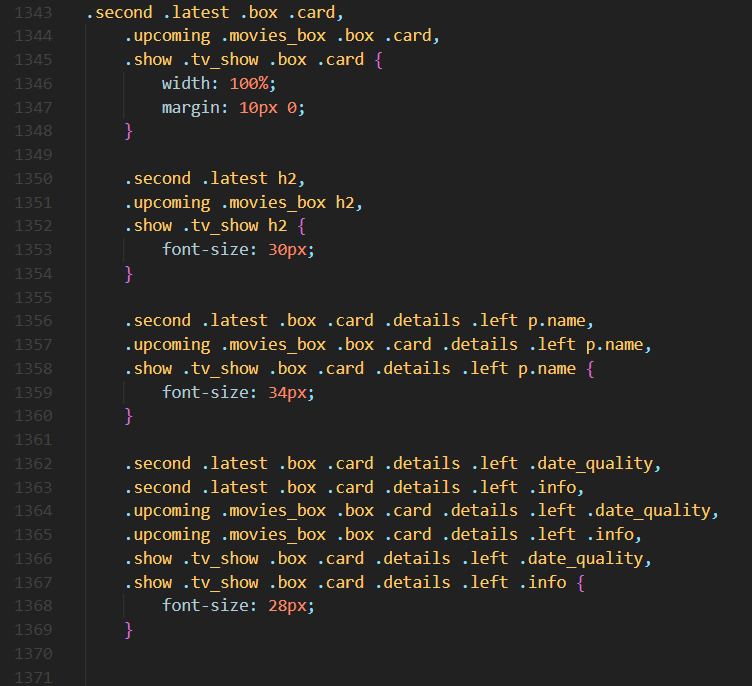 1343 .second .latest .box .card,
1344 .upcoming .movies_box .box .card,
1345 .show .tv_show .box .card {
1346 width: 100%;
1347 margin: 10px 0;
1348 }
1349
1350 .second .latest h2,
1351 .upcoming .movies_box h2,
1352 .show .tv_show h2 {
1353 font-size: 30px;
1354 }
1355
1356 .second .latest .box .card .details .left p.name,
1357 .upcoming .movies_box .box .card .details .left p.name,
1358 .show .tv_show .box .card .details .left p.name {
1359 font-size: 34px;
1360 }
1361
1362 .second .latest .box .card .details .left .date_quality,
1363 .second .latest .box .card .details .left .info,
1364 .upcoming .movies_box .box .card .details .left .date_quality,
1365 .upcoming .movies_box .box .card .details .left .info,
1366 .show .tv_show .box .card .details .left .date_quality,
1367 .show .tv_show .box .card .details .left .info {
1368 font-size: 28px;
1369 }
1370
1371